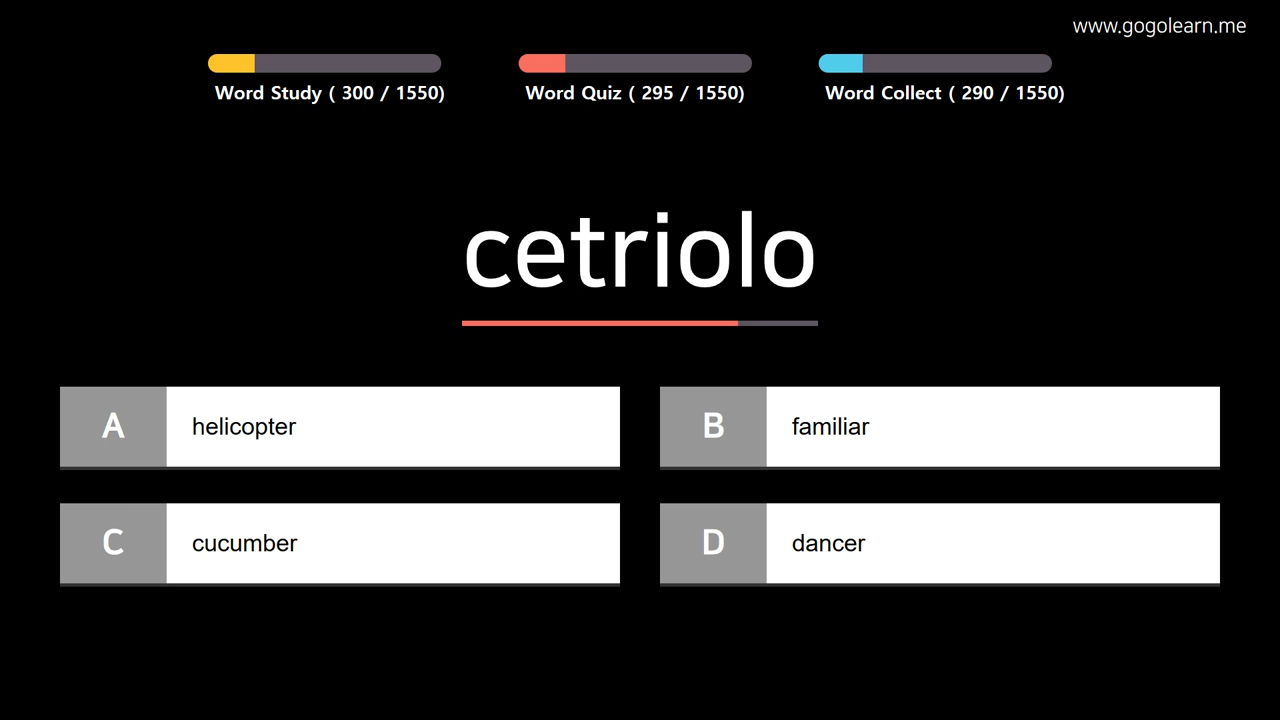 www.gogolearn.me
Word Study ( 300 / 1550)
Word Quiz ( 295 / 1550)
Word Collect ( 290 / 1550)
cetriolo
A
helicopter
B
familiar
C
cucumber
D
dancer